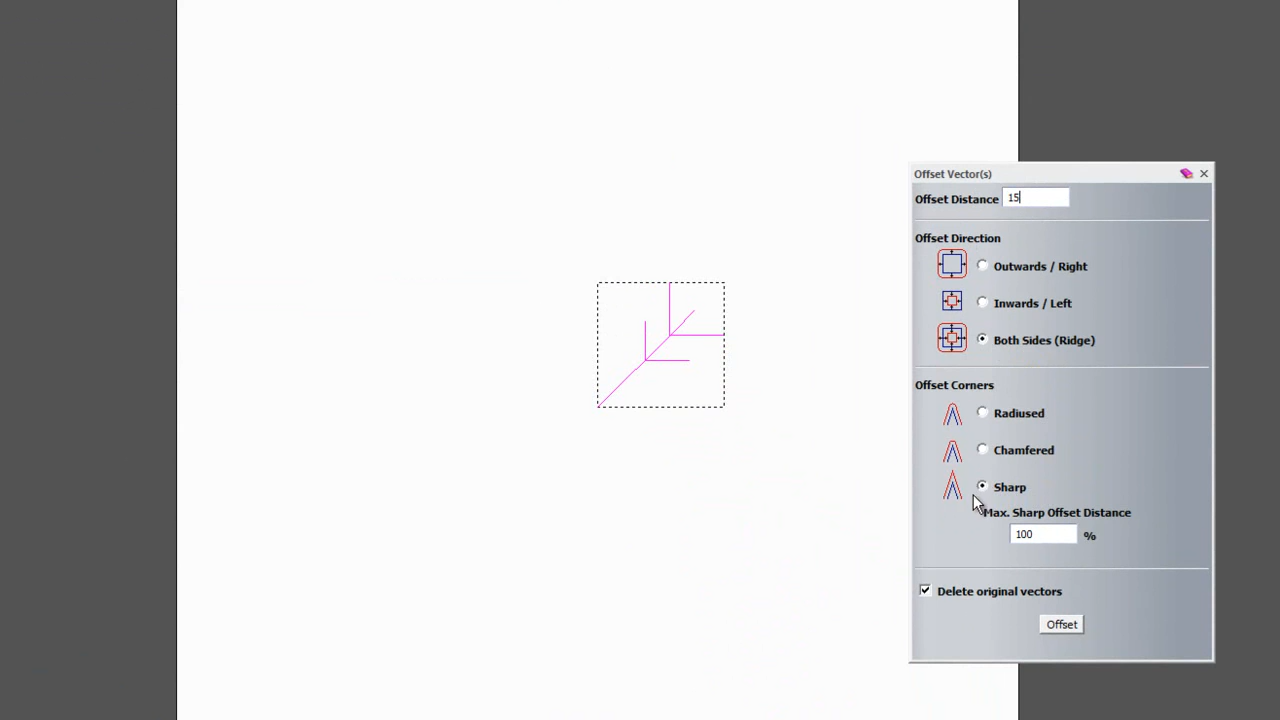 Offset Vector(s)
Offset Distance 15
Offset Direction
Outwards / Right
Inwards / Left
Both Sides (Ridge)
Offset Corners
Radiused
Chamfered
Sharp
Max. Sharp Offset Distance
100 %
Delete original vectors
Offset